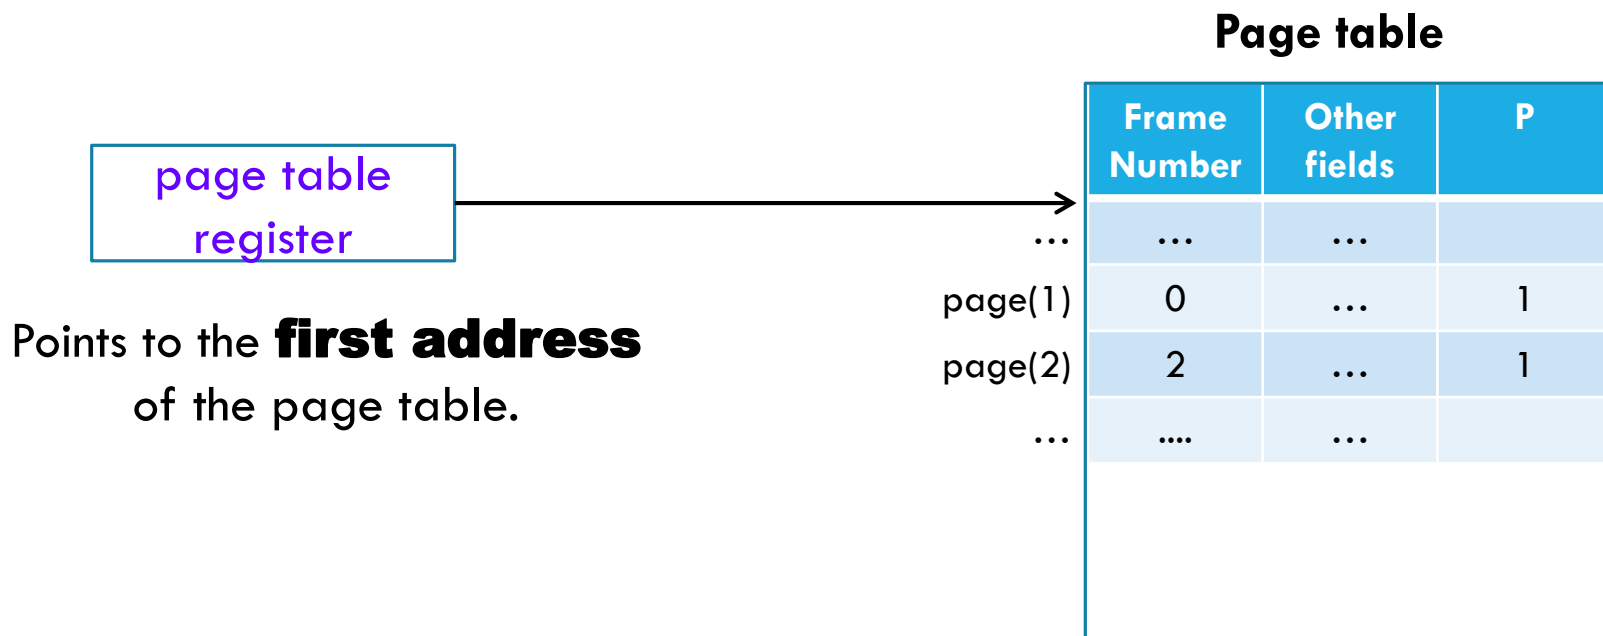 Page table
page table
register
Points to the first address
of the page table.
Frame Number Other fields P
... ... ...
page(1) 0 ... 1
page(2) 2 ... 1
... .... ...